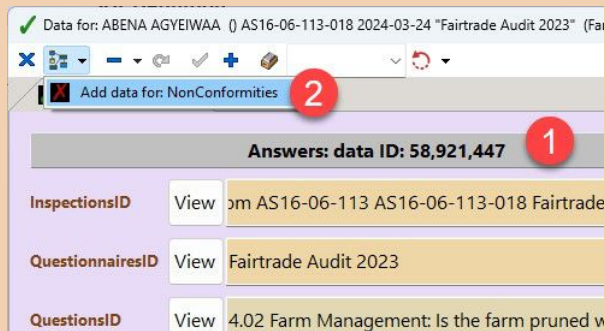 Data for: ABENA AGYEIWAA () AS16-06-113-018 2024-03-24 "Fairtrade Audit 2023" (Far
Add data for: NonConformities 2
Answers: data ID: 58,921,447 1
InspectionsID View om AS16-06-113 AS16-06-113-018 Fairtrade
QuestionnairesID View Fairtrade Audit 2023
QuestionsID View 4.02 Farm Management: Is the farm pruned w